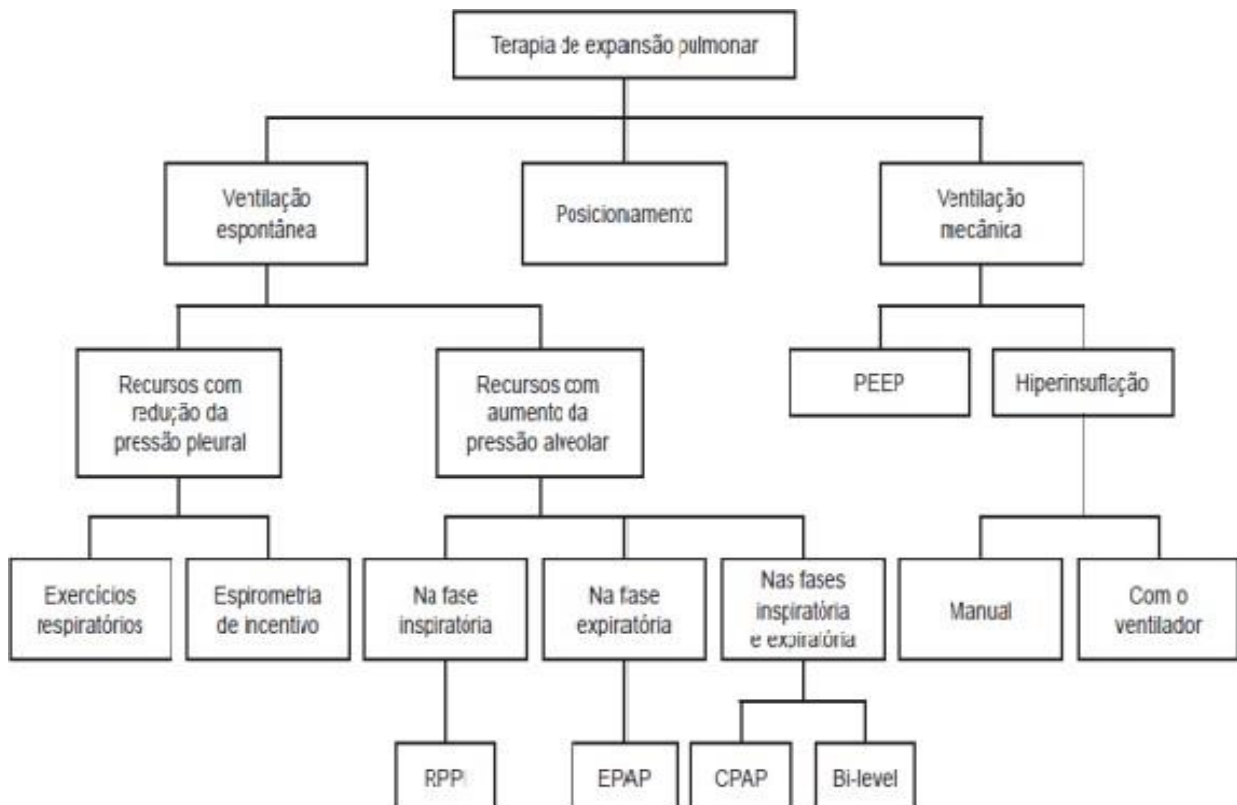 Terapia de expansão pulmonar
Ventilação
espontânea
Posicionamento
Ventilação
mecânica
Recursos com
redução da
pressão pleural
Recursos com
aumento da
pressão alveolar
PEEP
Hiperinsuflação
Exercícios
respiratórios
Espirometria
de incentivo
Na fase
inspiratória
Na fase
expiratória
Nas fases
inspiratória
e expiratória
Manual
Com o
ventilador
RPPI
EPAP
CPAP
Bi-level